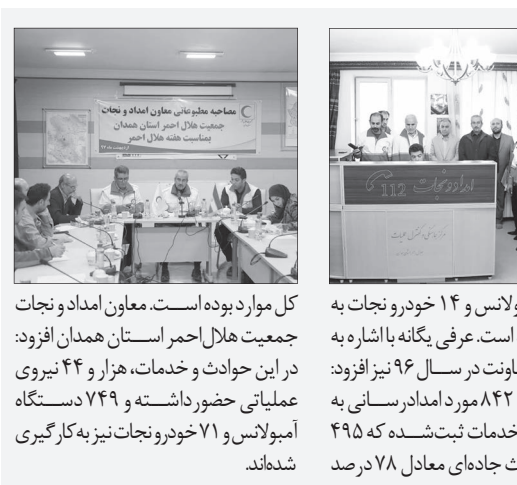 امداد و نجات 112
ولانس و ۱۴ خودرو نجات به
است. عرفی یگانه با اشاره به
اونت در سال ۹۶ نیز افزود:
۸۴۲ مورد امدادرسانی به
خدمات ثبت‌شده که ۴۹۵
ث جاده‌ای معادل ۷۸ درصد
مصاحبه مطبوعاتی معاون امداد و نجات
جمعیت هلال احمر استان همدان
بمناسبت هفته هلال احمر
کل موارد بوده است. معاون امداد و نجات
جمعیت هلال‌احمر استان همدان افزود:
در این حوادث و خدمات، هزار و ۴۴ نیروی
عملیاتی حضور داشته و ۷۴۹ دستگاه
آمبولانس و ۷۱ خودرو نجات نیز به کار گیری
شده‌اند.